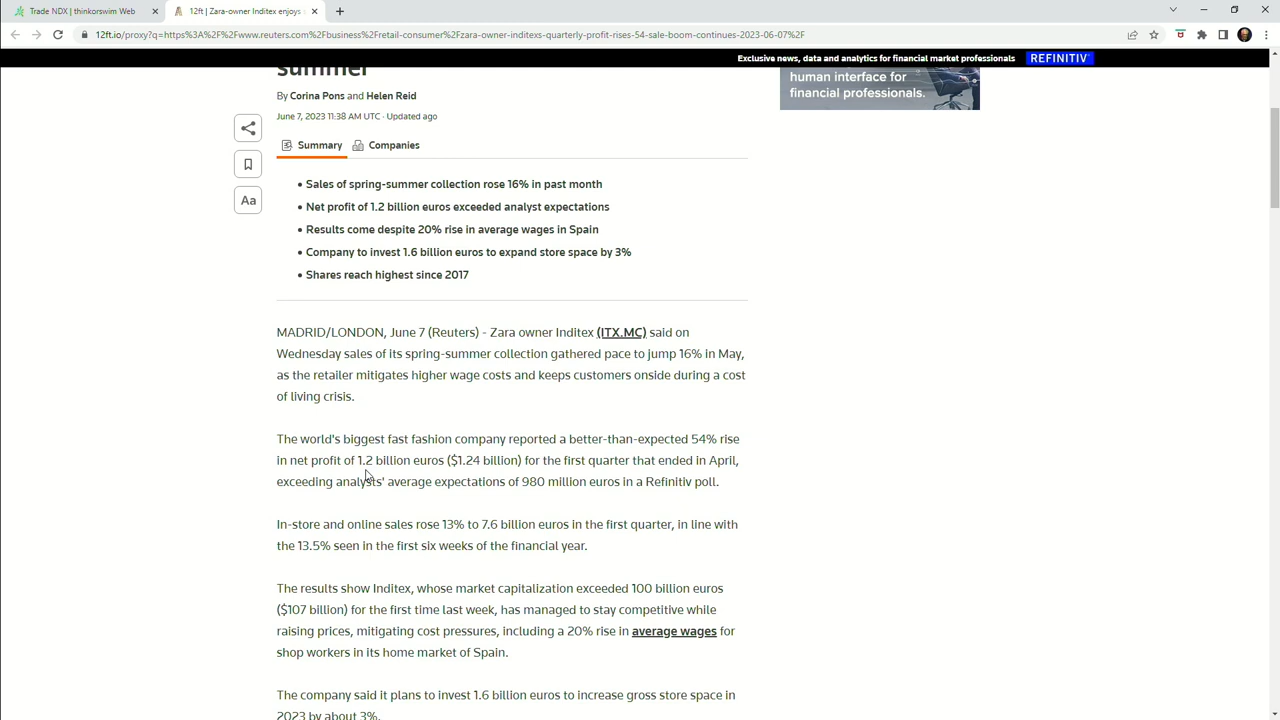 Trade NDX | thinkorswim Web
12ft | Zara-owner Inditex enjoys
12ft.io/proxy?q=https%3A%2F%2Fwww.reuters.com%2Fbusiness%2Fretail-consumer%2Fzara-owner-inditexs-quarterly-profit-rises-54-sale-boom-continues-2023-06-07%2F
Exclusive news, data and analytics for financial market professionals REFINITIV
summer
human interface for
financial professionals.
By Corina Pons and Helen Reid
June 7, 2023 11:38 AM UTC · Updated ago
Summary Companies
Aa
• Sales of spring-summer collection rose 16% in past month
• Net profit of 1.2 billion euros exceeded analyst expectations
• Results come despite 20% rise in average wages in Spain
• Company to invest 1.6 billion euros to expand store space by 3%
• Shares reach highest since 2017
MADRID/LONDON, June 7 (Reuters) - Zara owner Inditex (ITX.MC) said on
Wednesday sales of its spring-summer collection gathered pace to jump 16% in May,
as the retailer mitigates higher wage costs and keeps customers onside during a cost
of living crisis.
The world's biggest fast fashion company reported a better-than-expected 54% rise
in net profit of 1.2 billion euros ($1.24 billion) for the first quarter that ended in April,
exceeding analysts' average expectations of 980 million euros in a Refinitiv poll.
In-store and online sales rose 13% to 7.6 billion euros in the first quarter, in line with
the 13.5% seen in the first six weeks of the financial year.
The results show Inditex, whose market capitalization exceeded 100 billion euros
($107 billion) for the first time last week, has managed to stay competitive while
raising prices, mitigating cost pressures, including a 20% rise in average wages for
shop workers in its home market of Spain.
The company said it plans to invest 1.6 billion euros to increase gross store space in
2023 by about 3%.